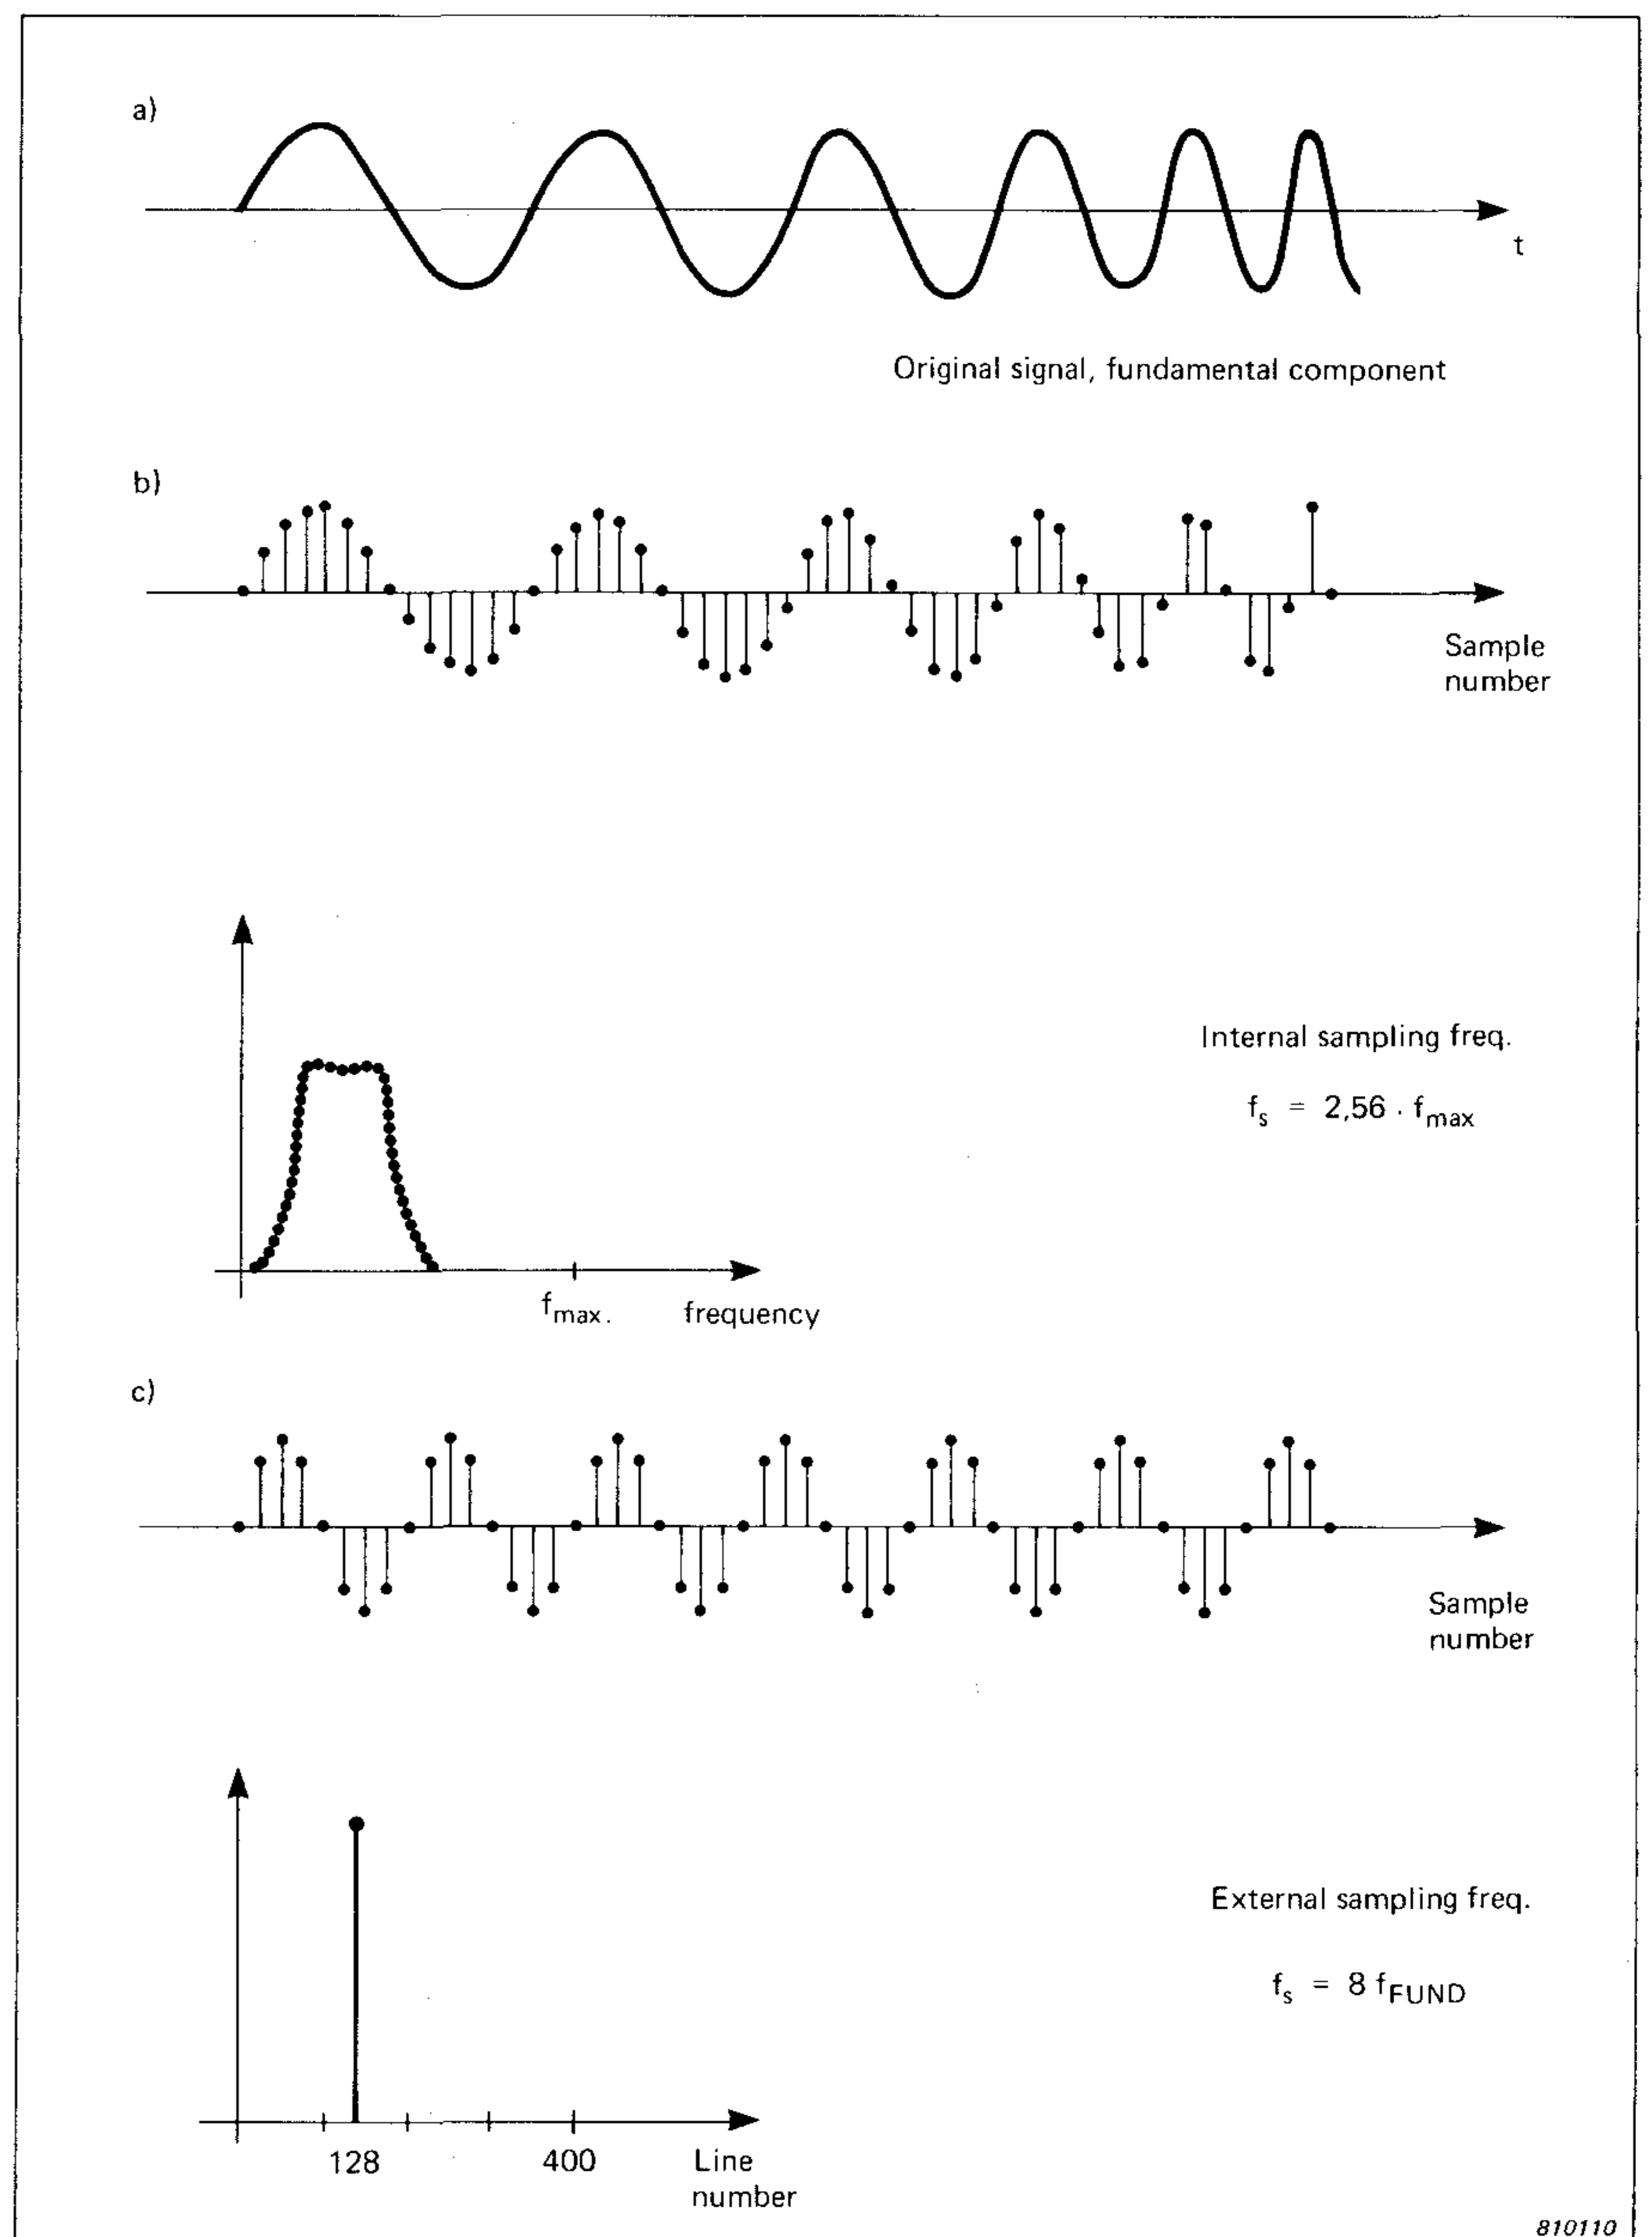 a)
t
Original signal, fundamental component
b)
Sample
number
Internal sampling freq.
fs = 2,56 . fmax
fmax. frequency
c)
Sample
number
External sampling freq.
fs = 8 fFUND
128 400 Line
number
810110